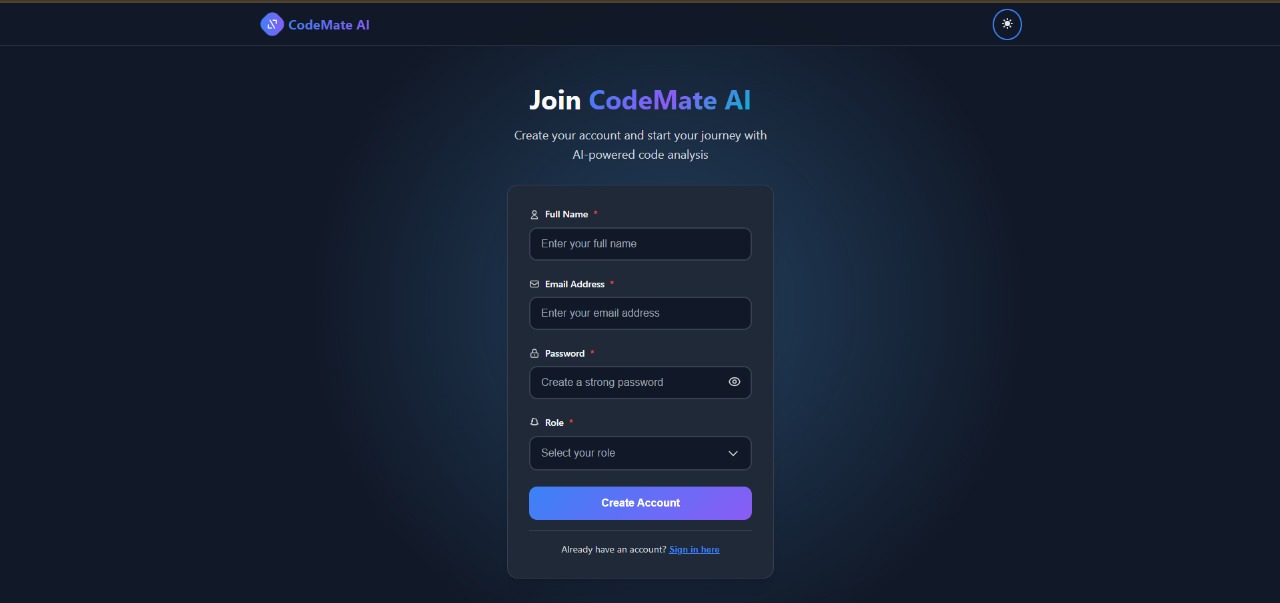 CodeMate AI
Join CodeMate AI
Create your account and start your journey with
AI-powered code analysis
Full Name *
Enter your full name
Email Address *
Enter your email address
Password *
Create a strong password
Role *
Select your role
Create Account
Already have an account? Sign in here